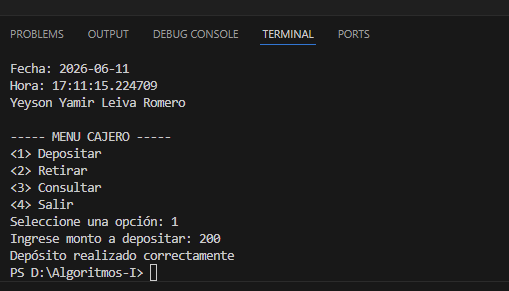 PROBLEMS OUTPUT DEBUG CONSOLE TERMINAL PORTS
Fecha: 2026-06-11
Hora: 17:11:15.224709
Yeyson Yamir Leiva Romero
----- MENU CAJERO -----
<1> Depositar
<2> Retirar
<3> Consultar
<4> Salir
Seleccione una opción: 1
Ingrese monto a depositar: 200
Depósito realizado correctamente
PS D:\Algoritmos-I>